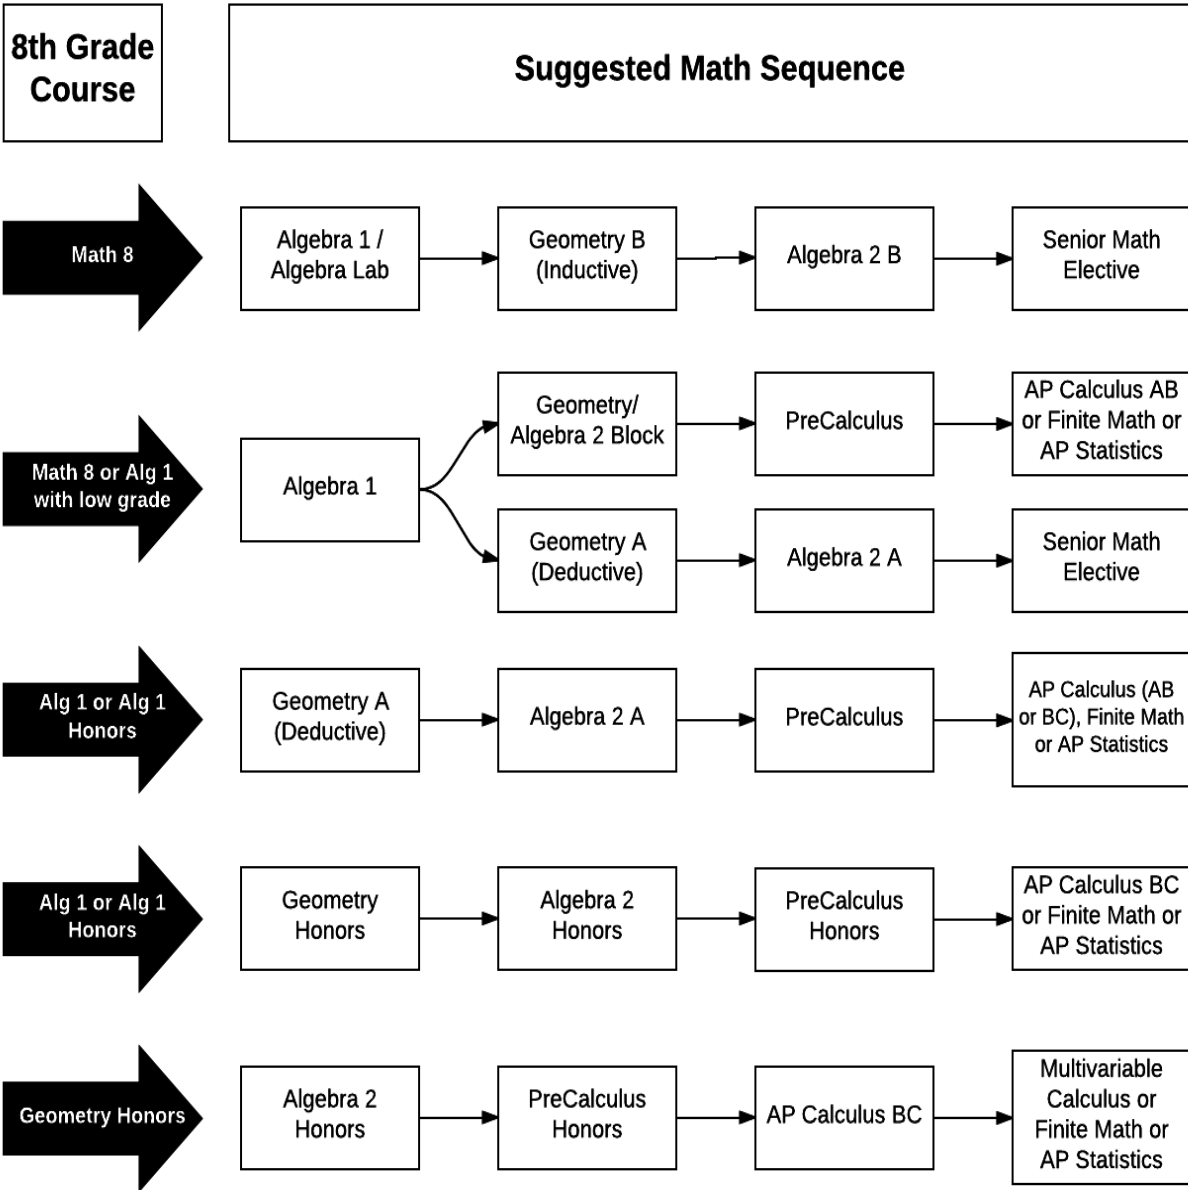 8th Grade
Course
Suggested Math Sequence
Math 8
Algebra 1 /
Algebra Lab
Geometry B
(Inductive)
Algebra 2 B
Senior Math
Elective
Math 8 or Alg 1
with low grade
Algebra 1
Geometry/
Algebra 2 Block
PreCalculus
AP Calculus AB
or Finite Math or
AP Statistics
Geometry A
(Deductive)
Algebra 2 A
Senior Math
Elective
Alg 1 or Alg 1
Honors
Geometry A
(Deductive)
Algebra 2 A
PreCalculus
AP Calculus (AB
or BC), Finite Math
or AP Statistics
Alg 1 or Alg 1
Honors
Geometry
Honors
Algebra 2
Honors
PreCalculus
Honors
AP Calculus BC
or Finite Math or
AP Statistics
Geometry Honors
Algebra 2
Honors
PreCalculus
Honors
AP Calculus BC
Multivariable
Calculus or
Finite Math or
AP Statistics